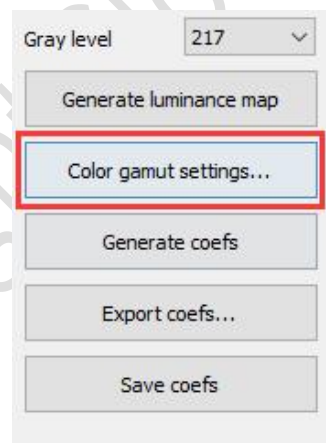 Gray level 217
Generate luminance map
Color gamut settings...
Generate coefs
Export coefs...
Save coefs